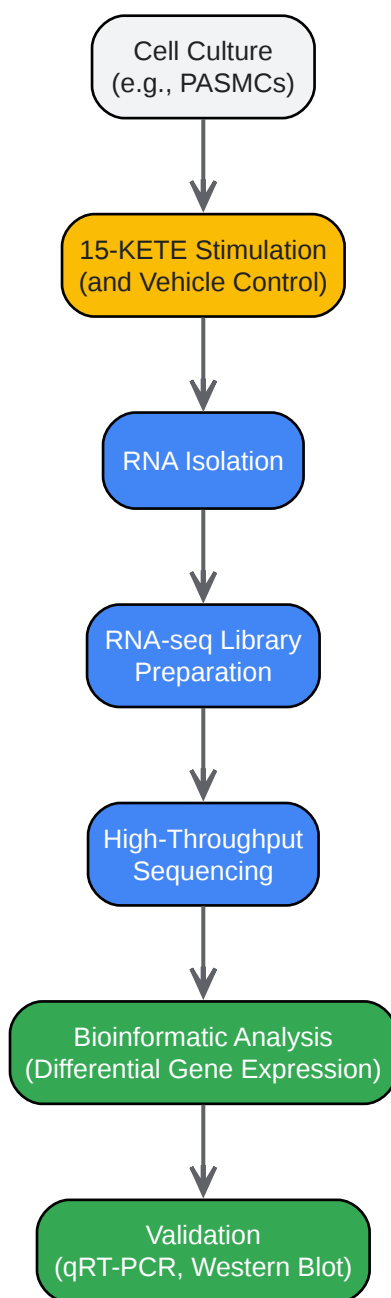 Cell Culture
(e.g., PASMCs)
15-KETE Stimulation
(and Vehicle Control)
RNA Isolation
RNA-seq Library
Preparation
High-Throughput
Sequencing
Bioinformatic Analysis
(Differential Gene Expression)
Validation
(qRT-PCR, Western Blot)